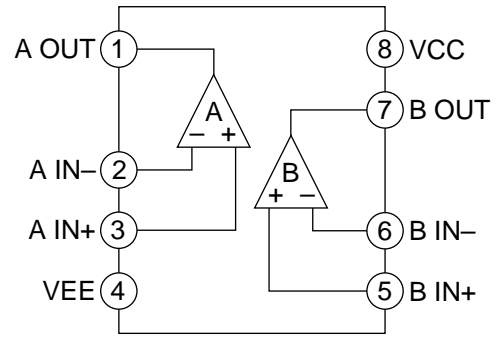 A OUT 1
8 VCC
7 B OUT
A
− +
A IN– 2
B
+ −
A IN+ 3
6 B IN–
VEE 4
5 B IN+